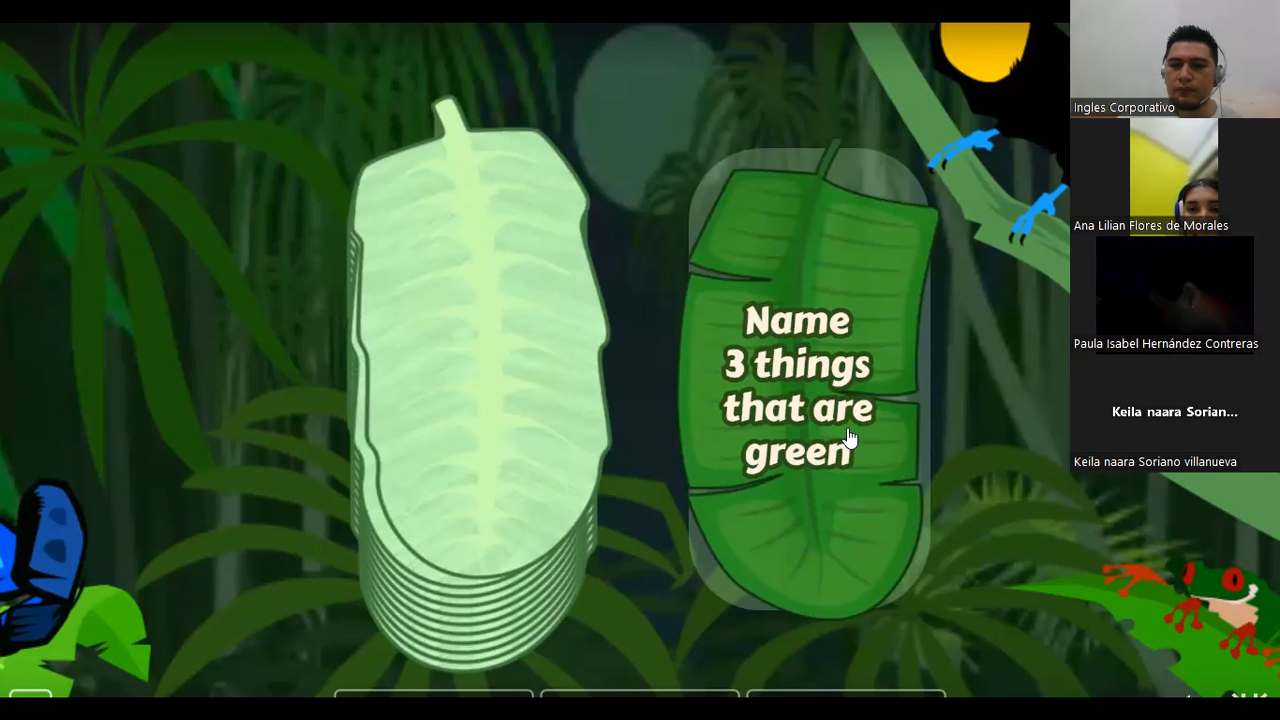 Name
3 things
that are
green
Ingles Corporativo
Ana Lilian Flores de Morales
Paula Isabel Hernández Contreras
Keila naara Sorian...
Keila naara Soriano villanueva